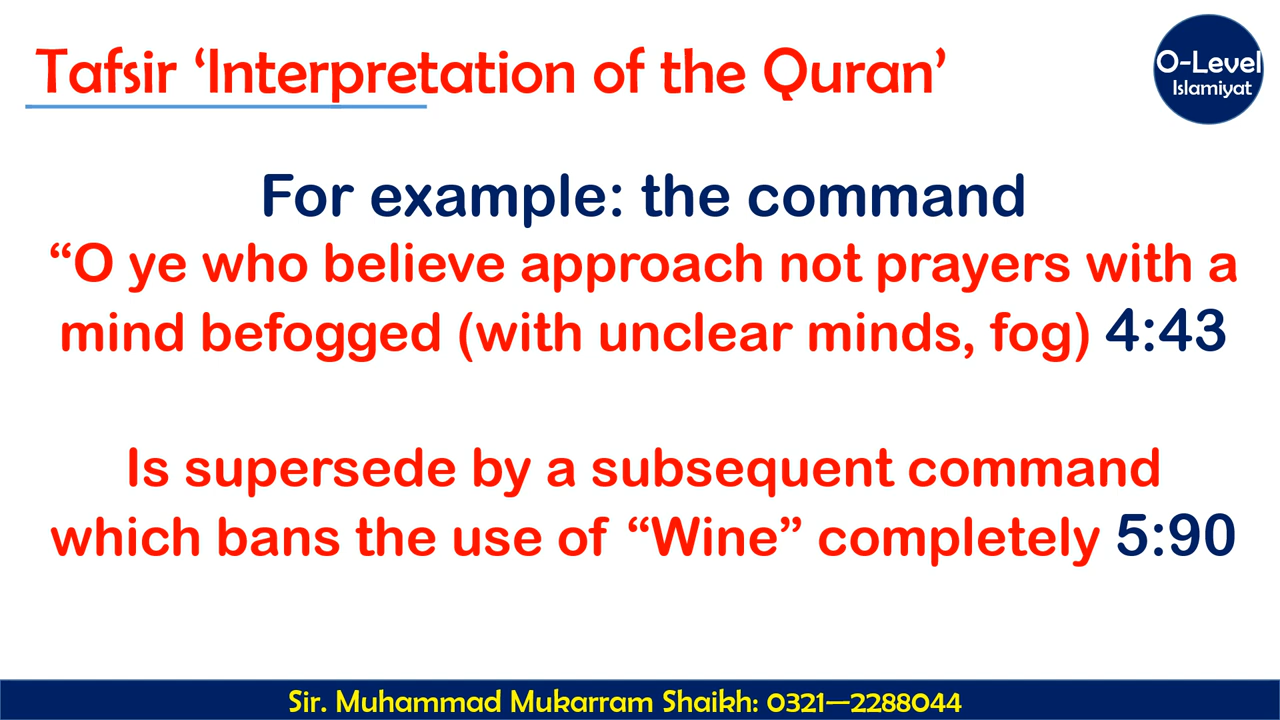 Tafsir ‘Interpretation of the Quran’
O-Level
Islamiyat
For example: the command
“O ye who believe approach not prayers with a
mind befogged (with unclear minds, fog) 4:43
Is supersede by a subsequent command
which bans the use of “Wine” completely 5:90
Sir. Muhammad Mukarram Shaikh: 0321—2288044